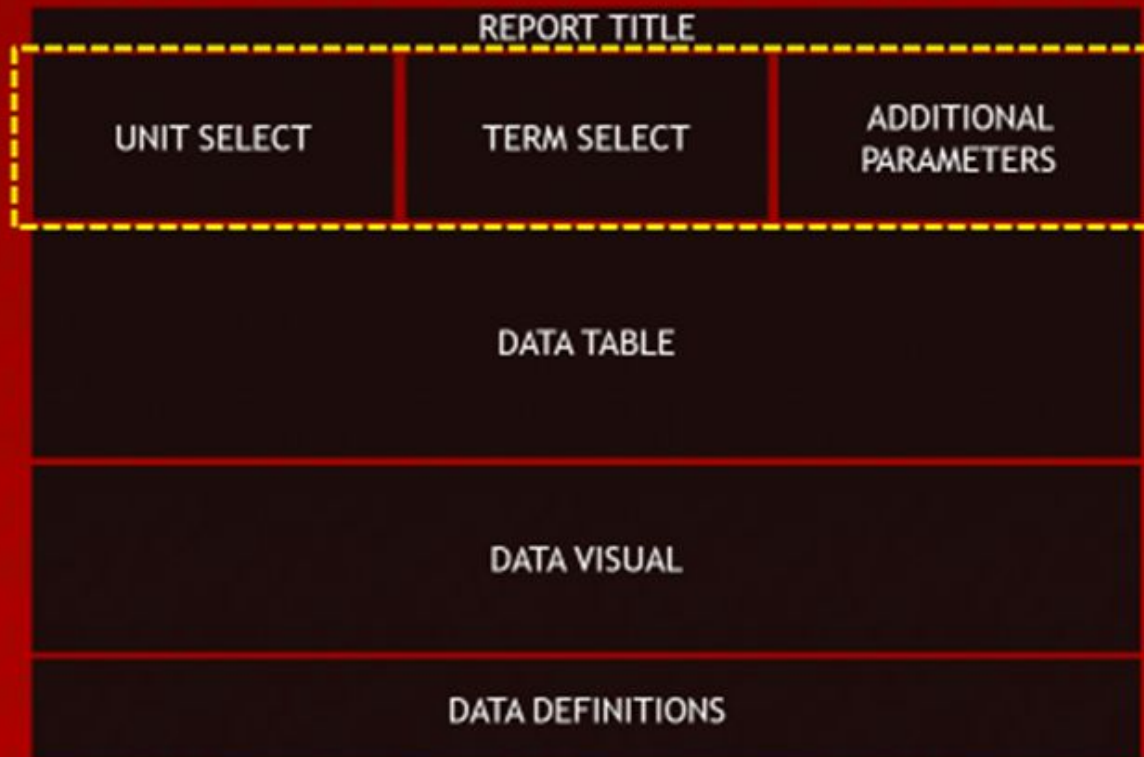 REPORT TITLE
UNIT SELECT
TERM SELECT
ADDITIONAL
PARAMETERS
DATA TABLE
DATA VISUAL
DATA DEFINITIONS